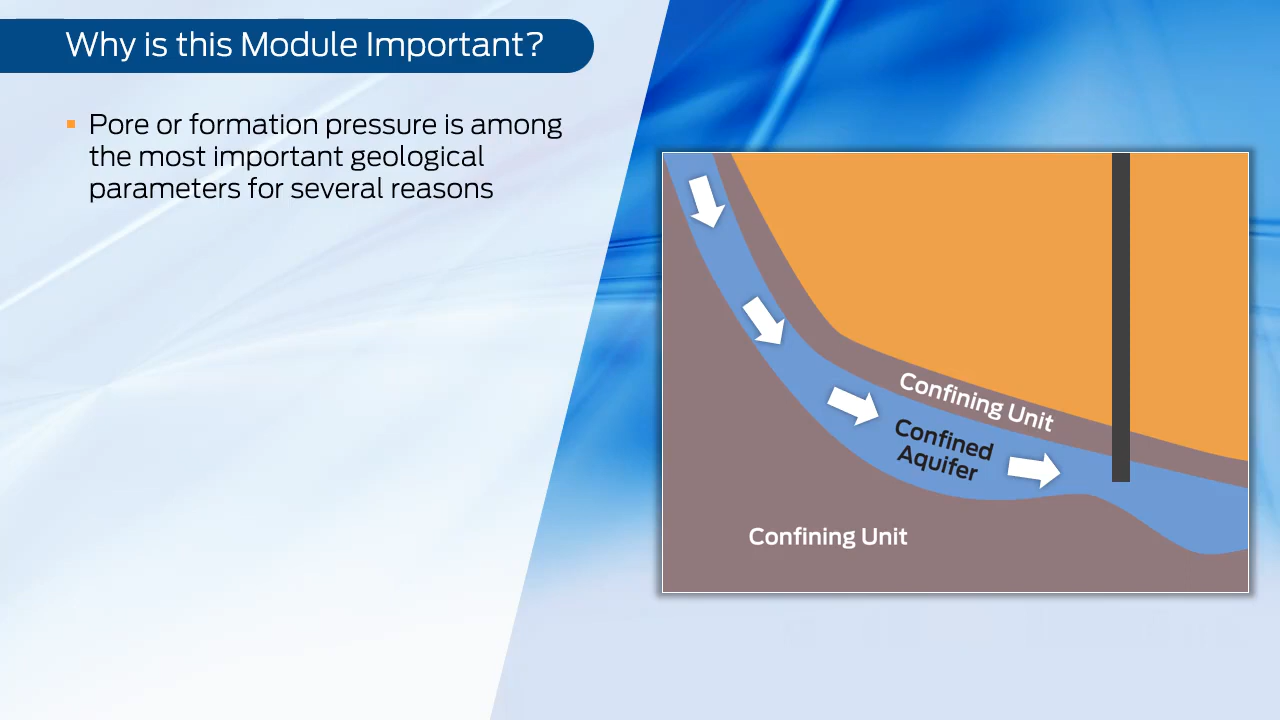 Why is this Module Important?
Pore or formation pressure is among
the most important geological
parameters for several reasons
Confining Unit
Confined
Aquifer
Confining Unit